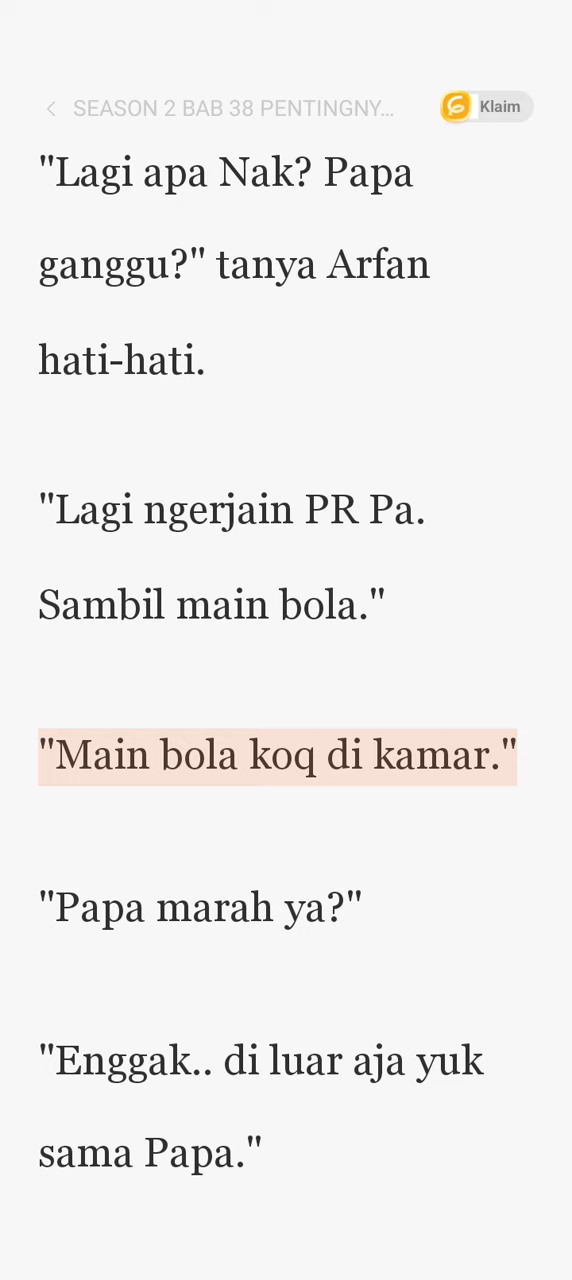 SEASON 2 BAB 38 PENTINGNY...
Klaim
"Lagi apa Nak? Papa
ganggu?" tanya Arfan
hati-hati.
"Lagi ngerjain PR Pa.
Sambil main bola."
"Main bola koq di kamar."
"Papa marah ya?"
"Enggak.. di luar aja yuk
sama Papa."